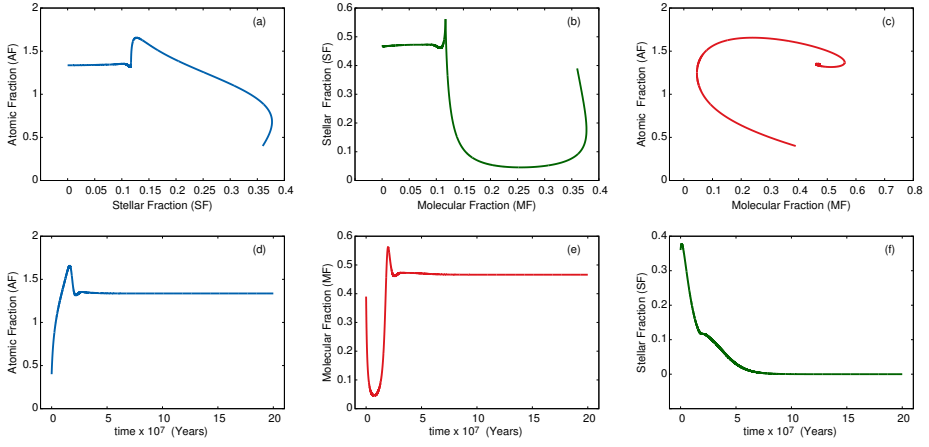 (a)
Atomic Fraction (AF)
2
1.5
1
0.5
0
0 0.05 0.1 0.15 0.2 0.25 0.3 0.35 0.4
Stellar Fraction (SF)
(b)
Stellar Fraction (SF)
0.6
0.5
0.4
0.3
0.2
0.1
0
0 0.05 0.1 0.15 0.2 0.25 0.3 0.35 0.4
Molecular Fraction (MF)
(c)
Atomic Fraction (AF)
2
1.5
1
0.5
0
0 0.1 0.2 0.3 0.4 0.5 0.6 0.7 0.8
Molecular Fraction (MF)
(d)
Atomic Fraction (AF)
2
1.5
1
0.5
0
0 5 10 15 20
time x 10⁷ (Years)
(e)
Molecular Fraction (MF)
0.6
0.5
0.4
0.3
0.2
0.1
0
0 5 10 15 20
time x 10⁷ (Years)
(f)
Stellar Fraction (SF)
0.4
0.3
0.2
0.1
0
0 5 10 15 20
time x 10⁷ (Years)